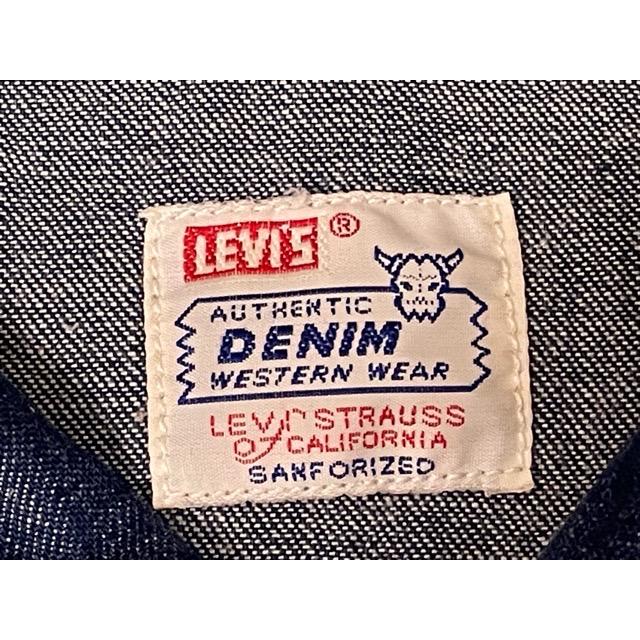 LEVI'S ®
AUTHENTIC
DENIM
WESTERN WEAR
LEVI STRAUSS
OF CALIFORNIA
SANFORIZED